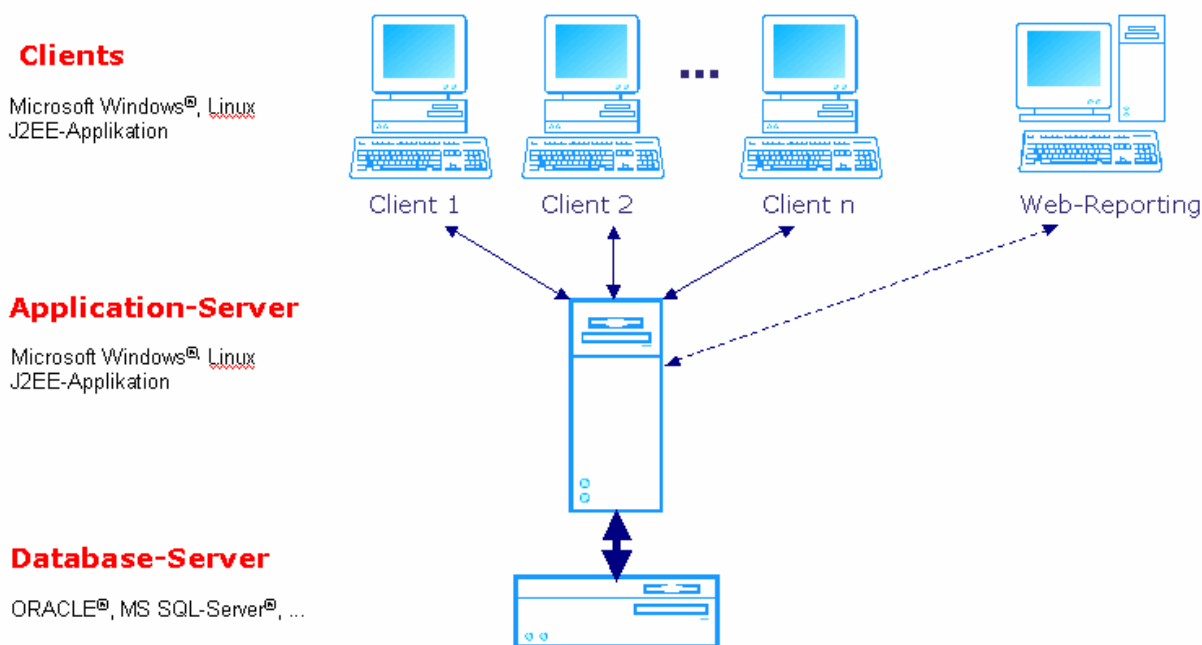 Clients
Microsoft Windows®, Linux
J2EE-Applikation
...
Client 1
Client 2
Client n
Web-Reporting
Application-Server
Microsoft Windows®, Linux
J2EE-Applikation
Database-Server
ORACLE®, MS SQL-Server®, ...